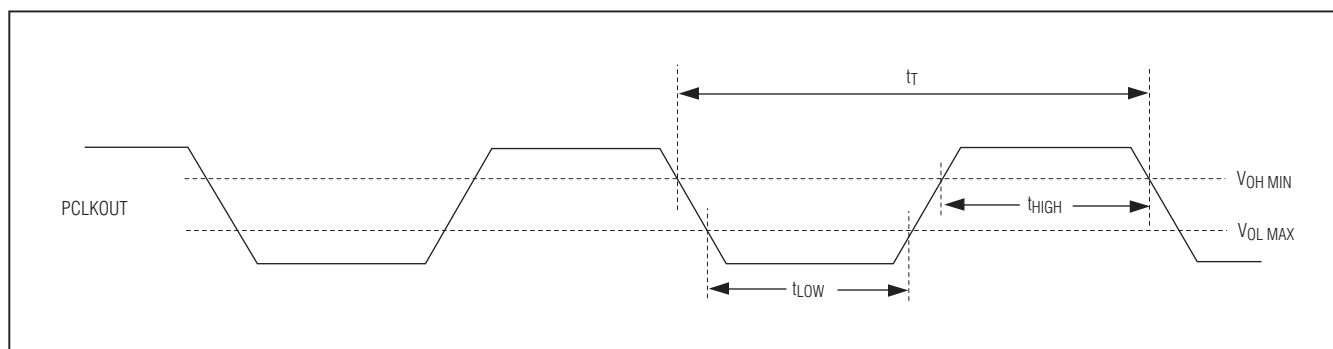 tT
VOH MIN
PCLKOUT
tHIGH
VOL MAX
tLOW